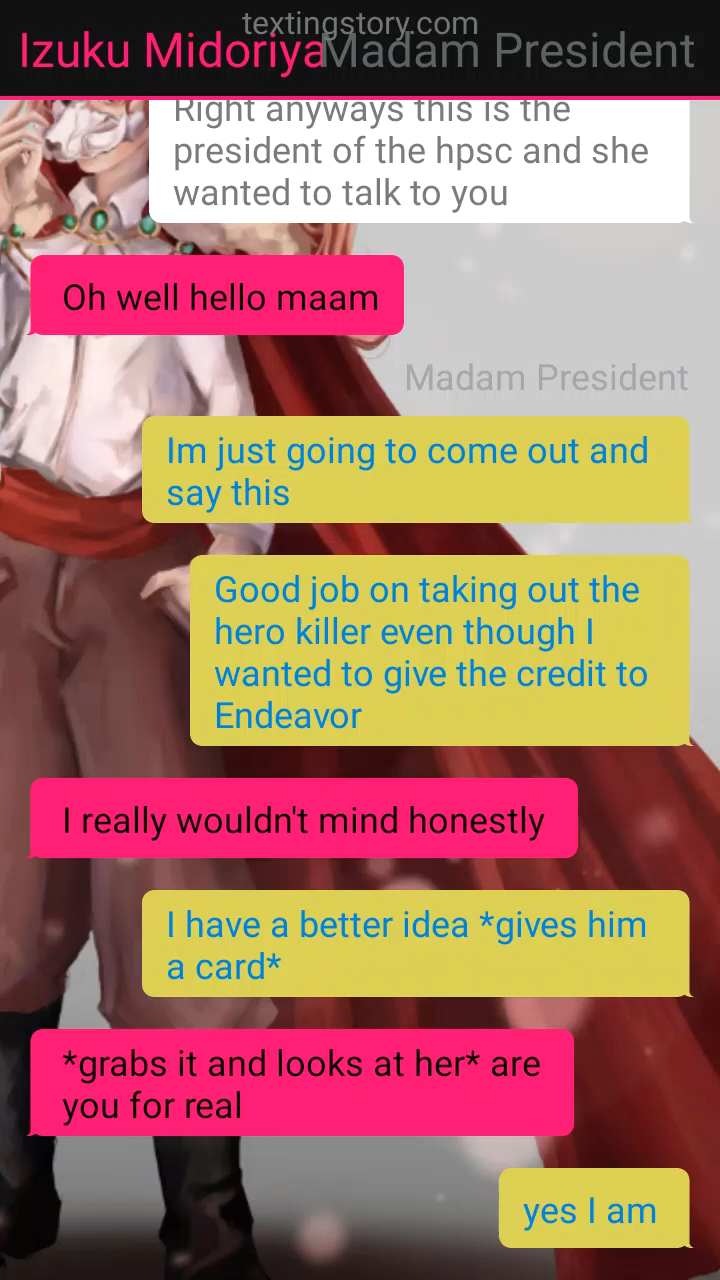 textingstory.com
Izuku Midoriya Madam President
Right anyways this is the
president of the hpsc and she
wanted to talk to you
Oh well hello maam
Madam President
Im just going to come out and
say this
Good job on taking out the
hero killer even though I
wanted to give the credit to
Endeavor
I really wouldn't mind honestly
I have a better idea *gives him
a card*
*grabs it and looks at her* are
you for real
yes I am